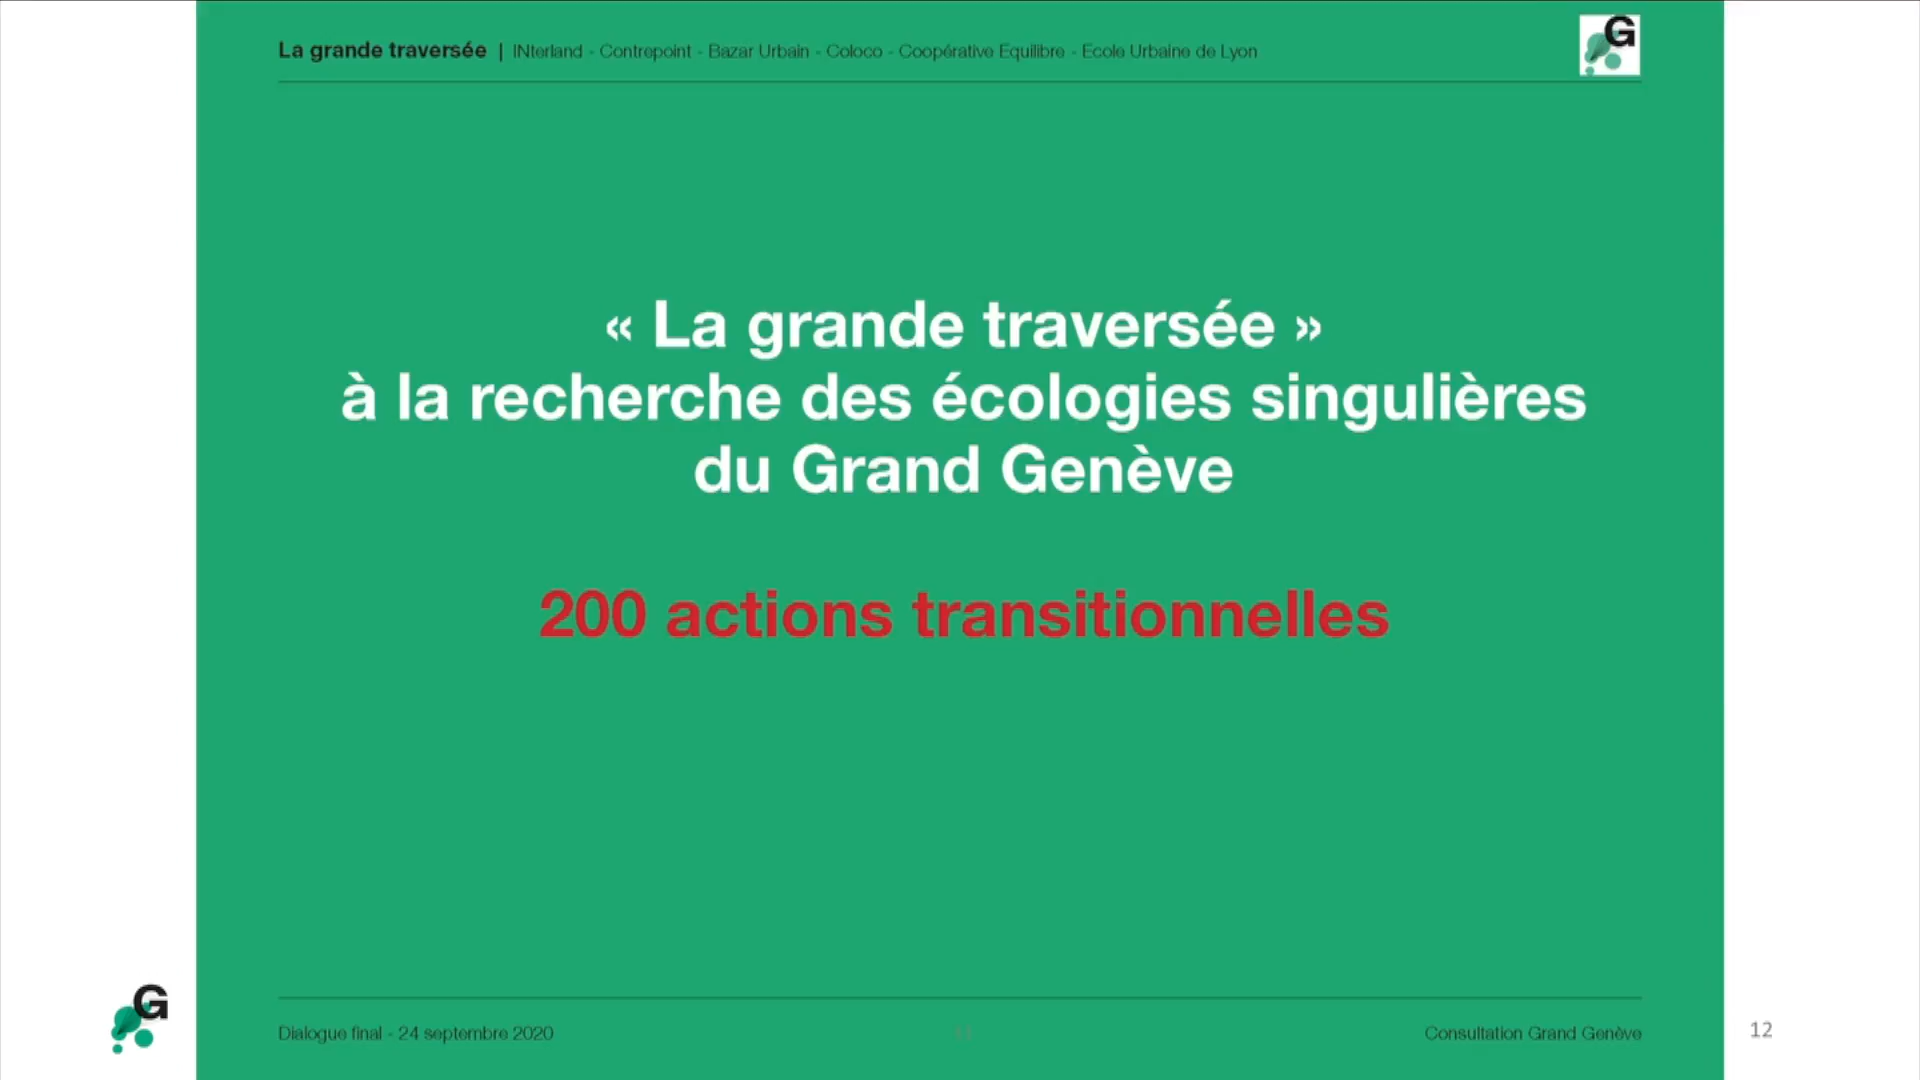 La grande traversée | INterland - Contrepoint - Bazar Urbain - Coloco - Coopérative Equilibre - Ecole Urbaine de Lyon
G
« La grande traversée »
à la recherche des écologies singulières
du Grand Genève
200 actions transitionnelles
G
Dialogue final - 24 septembre 2020
Consultation Grand Genève
12